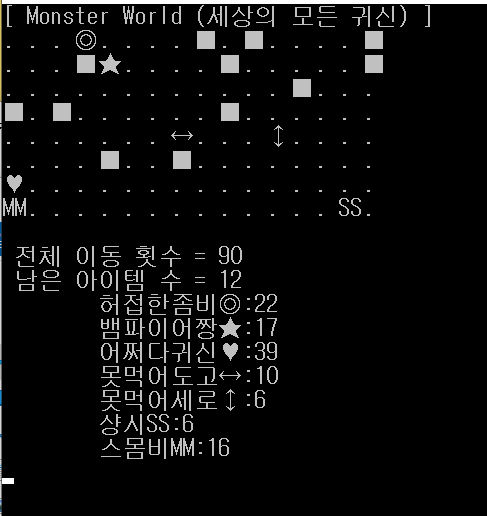 [ Monster World (세상의 모든 귀신) ]
. . . ◎ . . . . ■ . ■ . . . . ■
. . . ■ ★ . . . . ■ . . . . . ■
. . . . . . . . . . . . ■ . . .
■ . ■ . . . . . . ■ . . . . . .
. . . . . . . ↔ . . . ↕ . . . .
. . . . ■ . . ■ . . . . . . . .
♥ . . . . . . . . . . . . . . .
MM. . . . . . . . . . . . . SS.
전체 이동 횟수 = 90
남은 아이템 수 = 12
허접한좀비◎:22
뱀파이어짱★:17
어쩌다귀신♥:39
못먹어도고↔:10
못먹어세로↕:6
샹시SS:6
스몸비MM:16